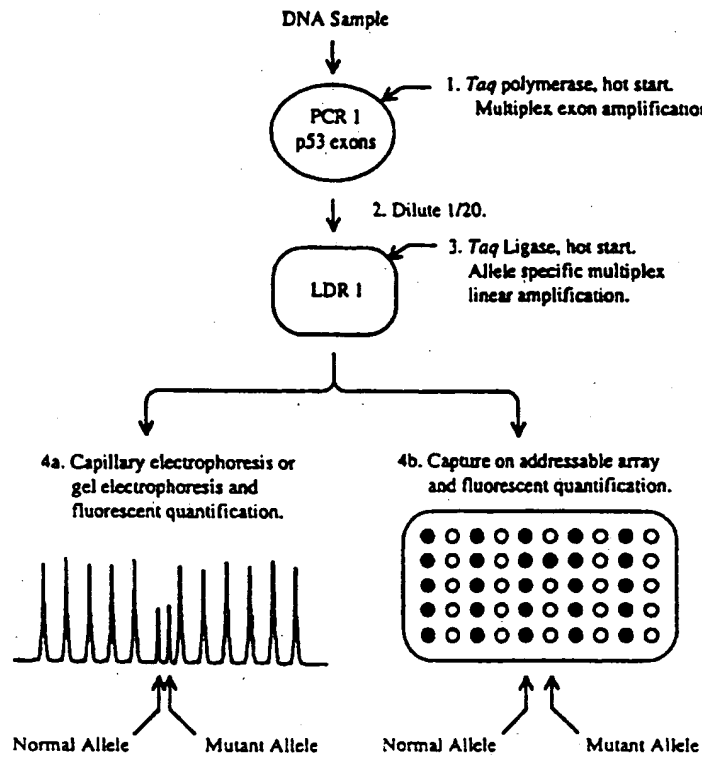 DNA Sample
PCR 1
p53 exons
1. Taq polymerase, hot start.
Multiplex exon amplification
2. Dilute 1/20.
LDR 1
3. Taq Ligase, hot start.
Allele specific multiplex
linear amplification.
4a. Capillary electrophoresis or
gel electrophoresis and
fluorescent quantification.
4b. Capture on addressable array
and fluorescent quantification.
Normal Allele
Mutant Allele
Normal Allele
Mutant Allele